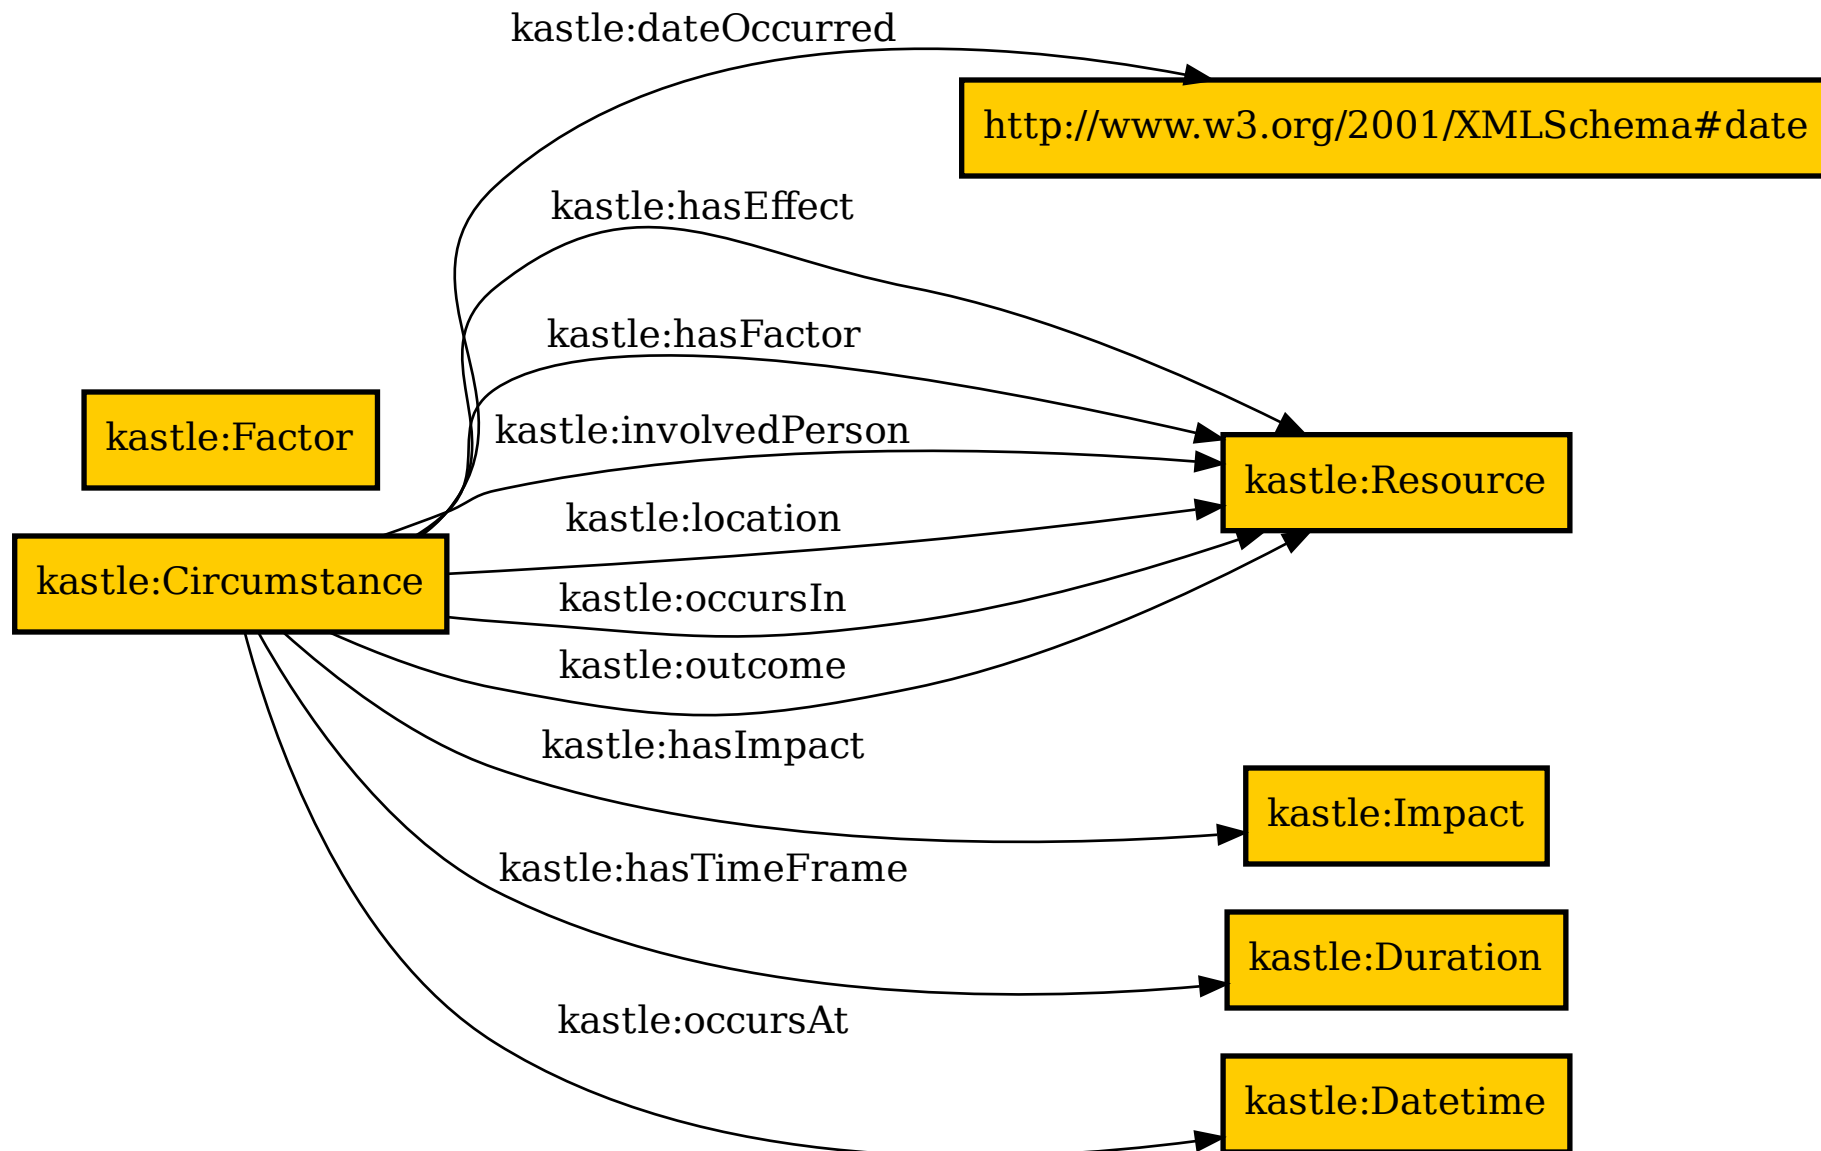 kastle:dateOccurred
http://www.w3.org/2001/XMLSchema#date
kastle:hasEffect
kastle:hasFactor
kastle:Factor
kastle:involvedPerson
kastle:Resource
kastle:location
kastle:Circumstance
kastle:occursIn
kastle:outcome
kastle:hasImpact
kastle:Impact
kastle:hasTimeFrame
kastle:Duration
kastle:occursAt
kastle:Datetime